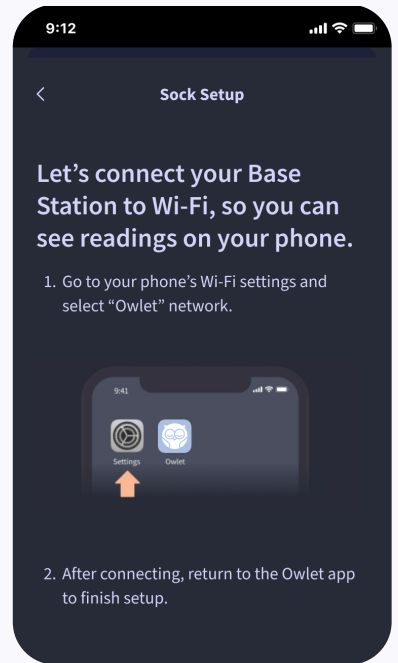 9:12
Sock Setup
Let’s connect your Base
Station to Wi-Fi, so you can
see readings on your phone.
1. Go to your phone’s Wi-Fi settings and
select “Owlet” network.
9:41
Settings Owlet
2. After connecting, return to the Owlet app
to finish setup.